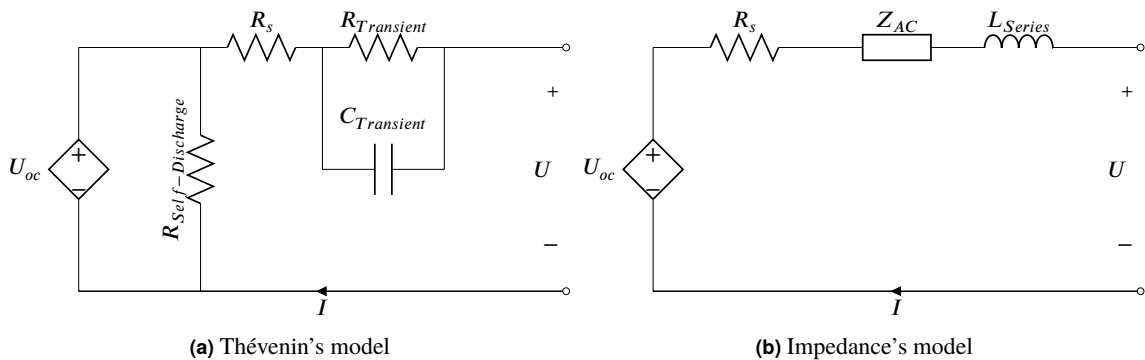 R_s
R_Transient
C_Transient
R_Self−Discharge
U_oc
+
−
+
U
−
I
(a) Thévenin's model
R_s
Z_AC
L_Series
U_oc
+
−
+
U
−
I
(b) Impedance's model